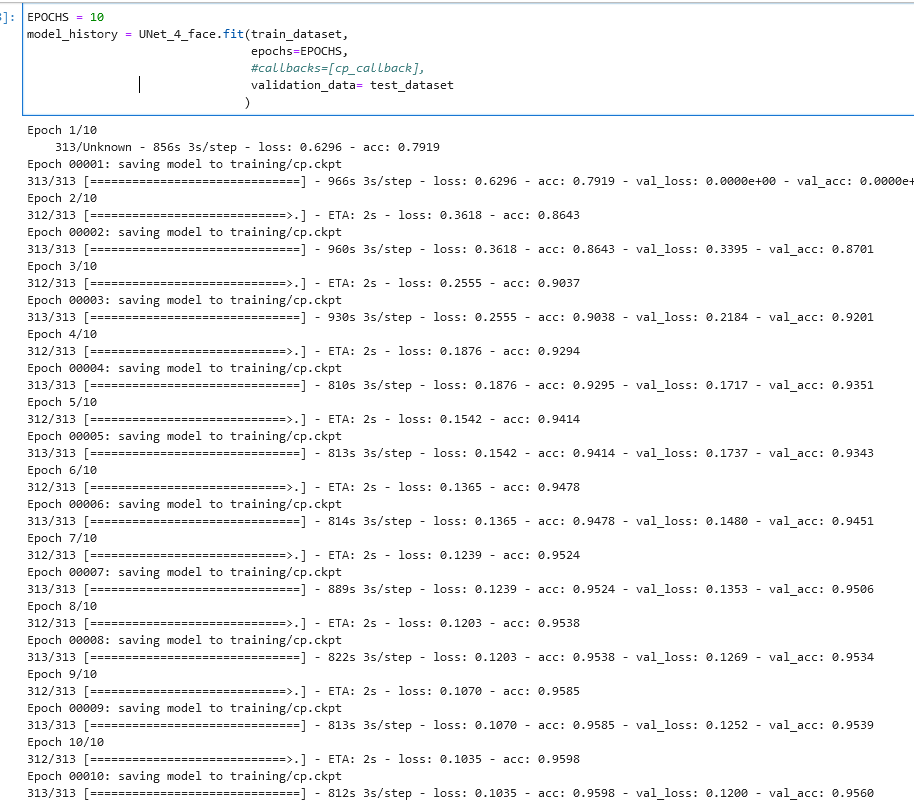 3]: EPOCHS = 10
model_history = UNet_4_face.fit(train_dataset,
epochs=EPOCHS,
#callbacks=[cp_callback],
validation_data= test_dataset
)
Epoch 1/10
313/Unknown - 856s 3s/step - loss: 0.6296 - acc: 0.7919
Epoch 00001: saving model to training/cp.ckpt
313/313 [==============================] - 966s 3s/step - loss: 0.6296 - acc: 0.7919 - val_loss: 0.0000e+00 - val_acc: 0.0000e+
Epoch 2/10
312/313 [============================>.] - ETA: 2s - loss: 0.3618 - acc: 0.8643
Epoch 00002: saving model to training/cp.ckpt
313/313 [==============================] - 960s 3s/step - loss: 0.3618 - acc: 0.8643 - val_loss: 0.3395 - val_acc: 0.8701
Epoch 3/10
312/313 [============================>.] - ETA: 2s - loss: 0.2555 - acc: 0.9037
Epoch 00003: saving model to training/cp.ckpt
313/313 [==============================] - 930s 3s/step - loss: 0.2555 - acc: 0.9038 - val_loss: 0.2184 - val_acc: 0.9201
Epoch 4/10
312/313 [============================>.] - ETA: 2s - loss: 0.1876 - acc: 0.9294
Epoch 00004: saving model to training/cp.ckpt
313/313 [==============================] - 810s 3s/step - loss: 0.1876 - acc: 0.9295 - val_loss: 0.1717 - val_acc: 0.9351
Epoch 5/10
312/313 [============================>.] - ETA: 2s - loss: 0.1542 - acc: 0.9414
Epoch 00005: saving model to training/cp.ckpt
313/313 [==============================] - 813s 3s/step - loss: 0.1542 - acc: 0.9414 - val_loss: 0.1737 - val_acc: 0.9343
Epoch 6/10
312/313 [============================>.] - ETA: 2s - loss: 0.1365 - acc: 0.9478
Epoch 00006: saving model to training/cp.ckpt
313/313 [==============================] - 814s 3s/step - loss: 0.1365 - acc: 0.9478 - val_loss: 0.1480 - val_acc: 0.9451
Epoch 7/10
312/313 [============================>.] - ETA: 2s - loss: 0.1239 - acc: 0.9524
Epoch 00007: saving model to training/cp.ckpt
313/313 [==============================] - 889s 3s/step - loss: 0.1239 - acc: 0.9524 - val_loss: 0.1353 - val_acc: 0.9506
Epoch 8/10
312/313 [============================>.] - ETA: 2s - loss: 0.1203 - acc: 0.9538
Epoch 00008: saving model to training/cp.ckpt
313/313 [==============================] - 822s 3s/step - loss: 0.1203 - acc: 0.9538 - val_loss: 0.1269 - val_acc: 0.9534
Epoch 9/10
312/313 [============================>.] - ETA: 2s - loss: 0.1070 - acc: 0.9585
Epoch 00009: saving model to training/cp.ckpt
313/313 [==============================] - 813s 3s/step - loss: 0.1070 - acc: 0.9585 - val_loss: 0.1252 - val_acc: 0.9539
Epoch 10/10
312/313 [============================>.] - ETA: 2s - loss: 0.1035 - acc: 0.9598
Epoch 00010: saving model to training/cp.ckpt
313/313 [==============================] - 812s 3s/step - loss: 0.1035 - acc: 0.9598 - val_loss: 0.1200 - val_acc: 0.9560